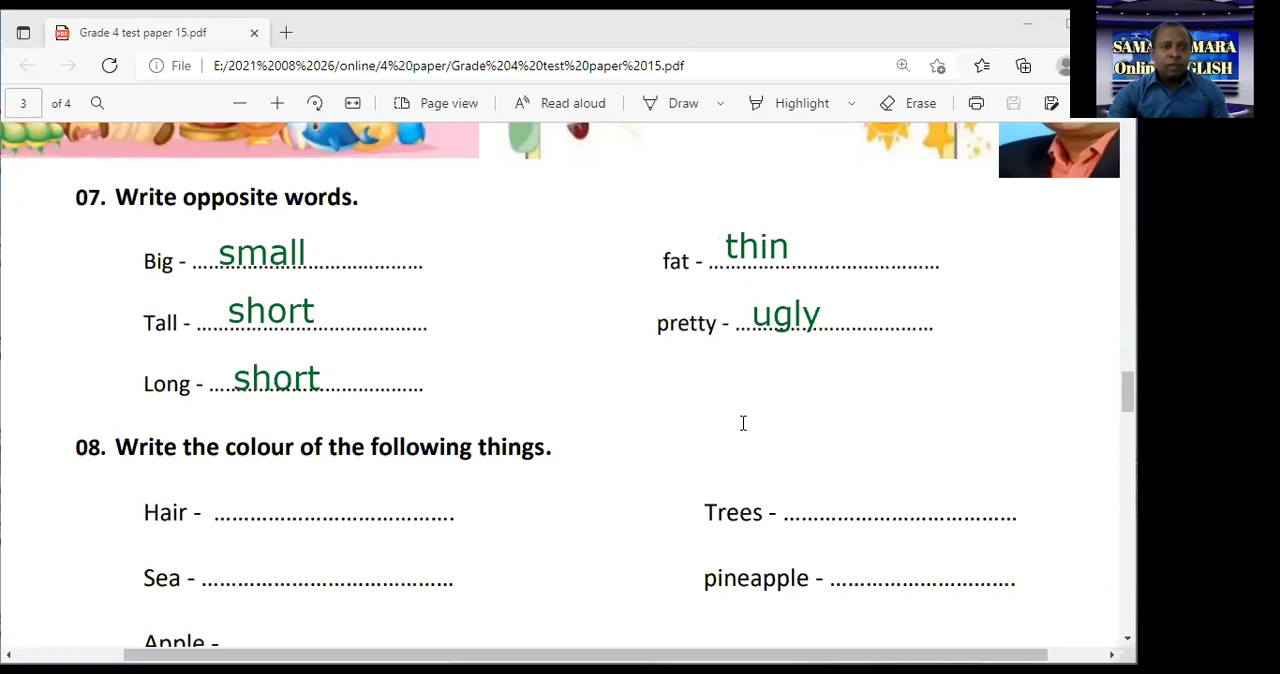 Grade 4 test paper 15.pdf
File E:/2021%2008%2026/online/4%20paper/Grade%204%20test%20paper%2015.pdf
3 of 4 Page view Read aloud Draw Highlight Erase
Online ENGLISH
07. Write opposite words.
Big - ........................................ small
fat - ........................................ thin
Tall - ........................................ short
pretty - .................................. ugly
Long - ..................................... short
08. Write the colour of the following things.
Hair - ........................................
Trees - .......................................
Sea - ..........................................
pineapple - ...............................
Apple -